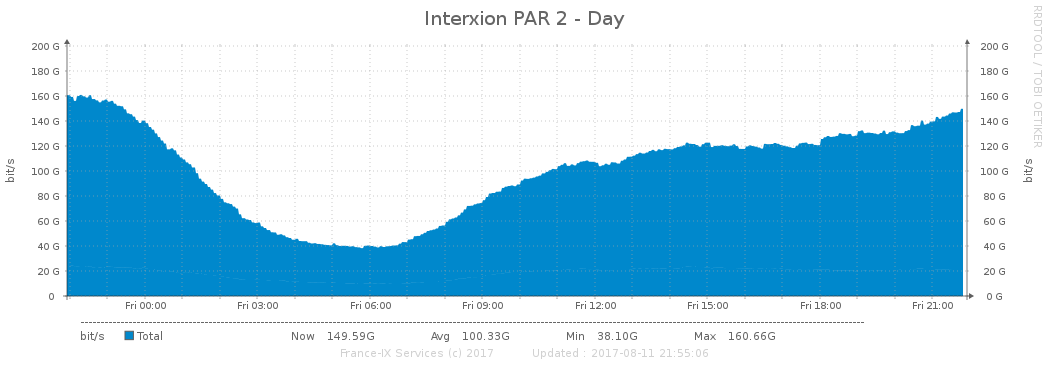 Interxion PAR 2 - Day
RRDTOOL / TOBI OETIKER
200 G 200 G
180 G 180 G
160 G 160 G
140 G 140 G
120 G 120 G
100 G 100 G
80 G 80 G
60 G 60 G
40 G 40 G
20 G 20 G
0 0 G
bit/s bit/s
Fri 00:00 Fri 03:00 Fri 06:00 Fri 09:00 Fri 12:00 Fri 15:00 Fri 18:00 Fri 21:00
bit/s Total Now 149.59G Avg 100.33G Min 38.10G Max 160.66G
France-IX Services (c) 2017 Updated : 2017-08-11 21:55:06